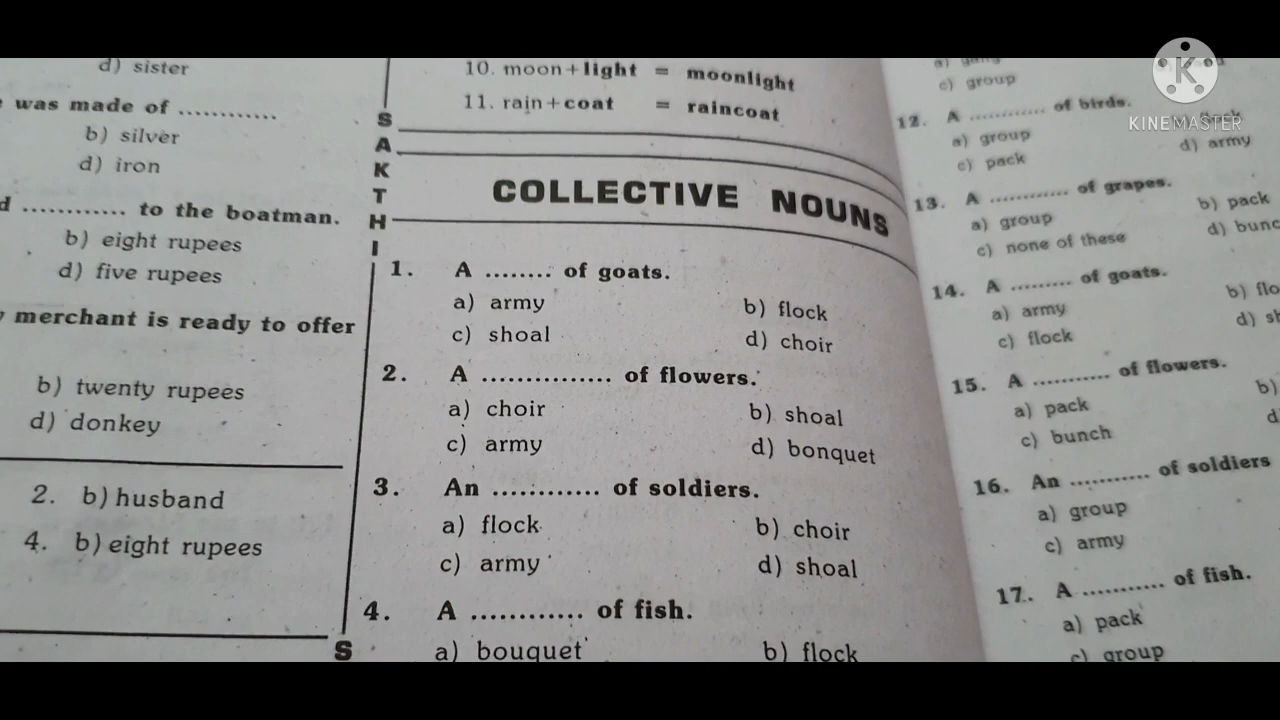 d) sister
was made of ............
b) silver
d) iron
............ to the boatman.
b) eight rupees
d) five rupees
merchant is ready to offer
b) twenty rupees
d) donkey
2. b) husband
4. b) eight rupees
SAKTHI
S
10. moon+light = moonlight
11. rain+coat = raincoat
COLLECTIVE NOUNS
1. A ........ of goats.
a) army b) flock
c) shoal d) choir
2. A ............... of flowers.
a) choir b) shoal
c) army d) bonquet
3. An ............ of soldiers.
a) flock b) choir
c) army d) shoal
4. A ............ of fish.
a) bouquet b) flock
c) group
12. A ............ of birds.
a) group
c) pack d) army
13. A ............ of grapes.
a) group b) pack
c) none of these d)
14. A ......... of goats.
a) army b)
c) flock d)
15. A ........... of flowers.
a) pack b)
c) bunch d
16. An ........... of soldiers
a) group
c) army
17. A ........... of fish.
a) pack
c) group
K
KINEMASTER